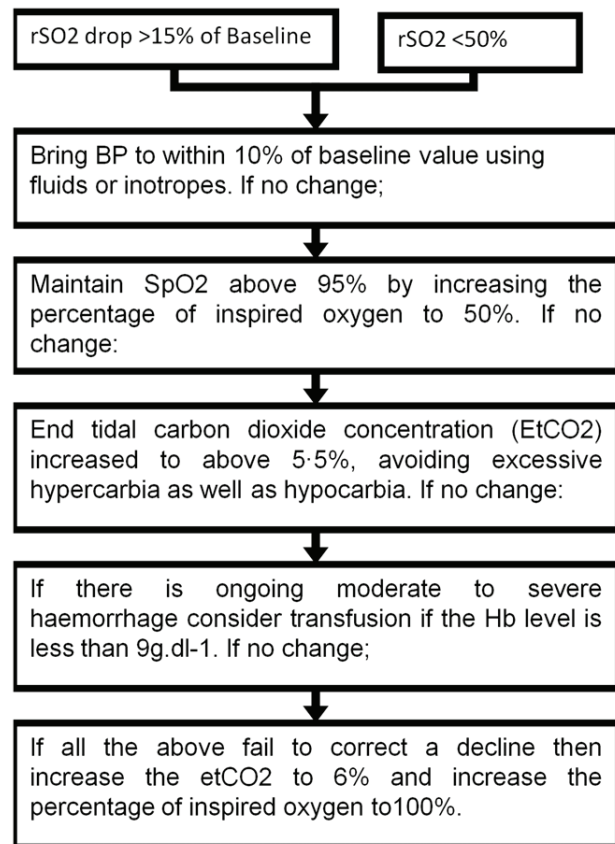 rSO2 drop >15% of Baseline
rSO2 <50%
Bring BP to within 10% of baseline value using
fluids or inotropes. If no change;
Maintain SpO2 above 95% by increasing the
percentage of inspired oxygen to 50%. If no
change:
End tidal carbon dioxide concentration (EtCO2)
increased to above 5·5%, avoiding excessive
hypercarbia as well as hypocarbia. If no change:
If there is ongoing moderate to severe
haemorrhage consider transfusion if the Hb level is
less than 9g.dl-1. If no change;
If all the above fail to correct a decline then
increase the etCO2 to 6% and increase the
percentage of inspired oxygen to100%.